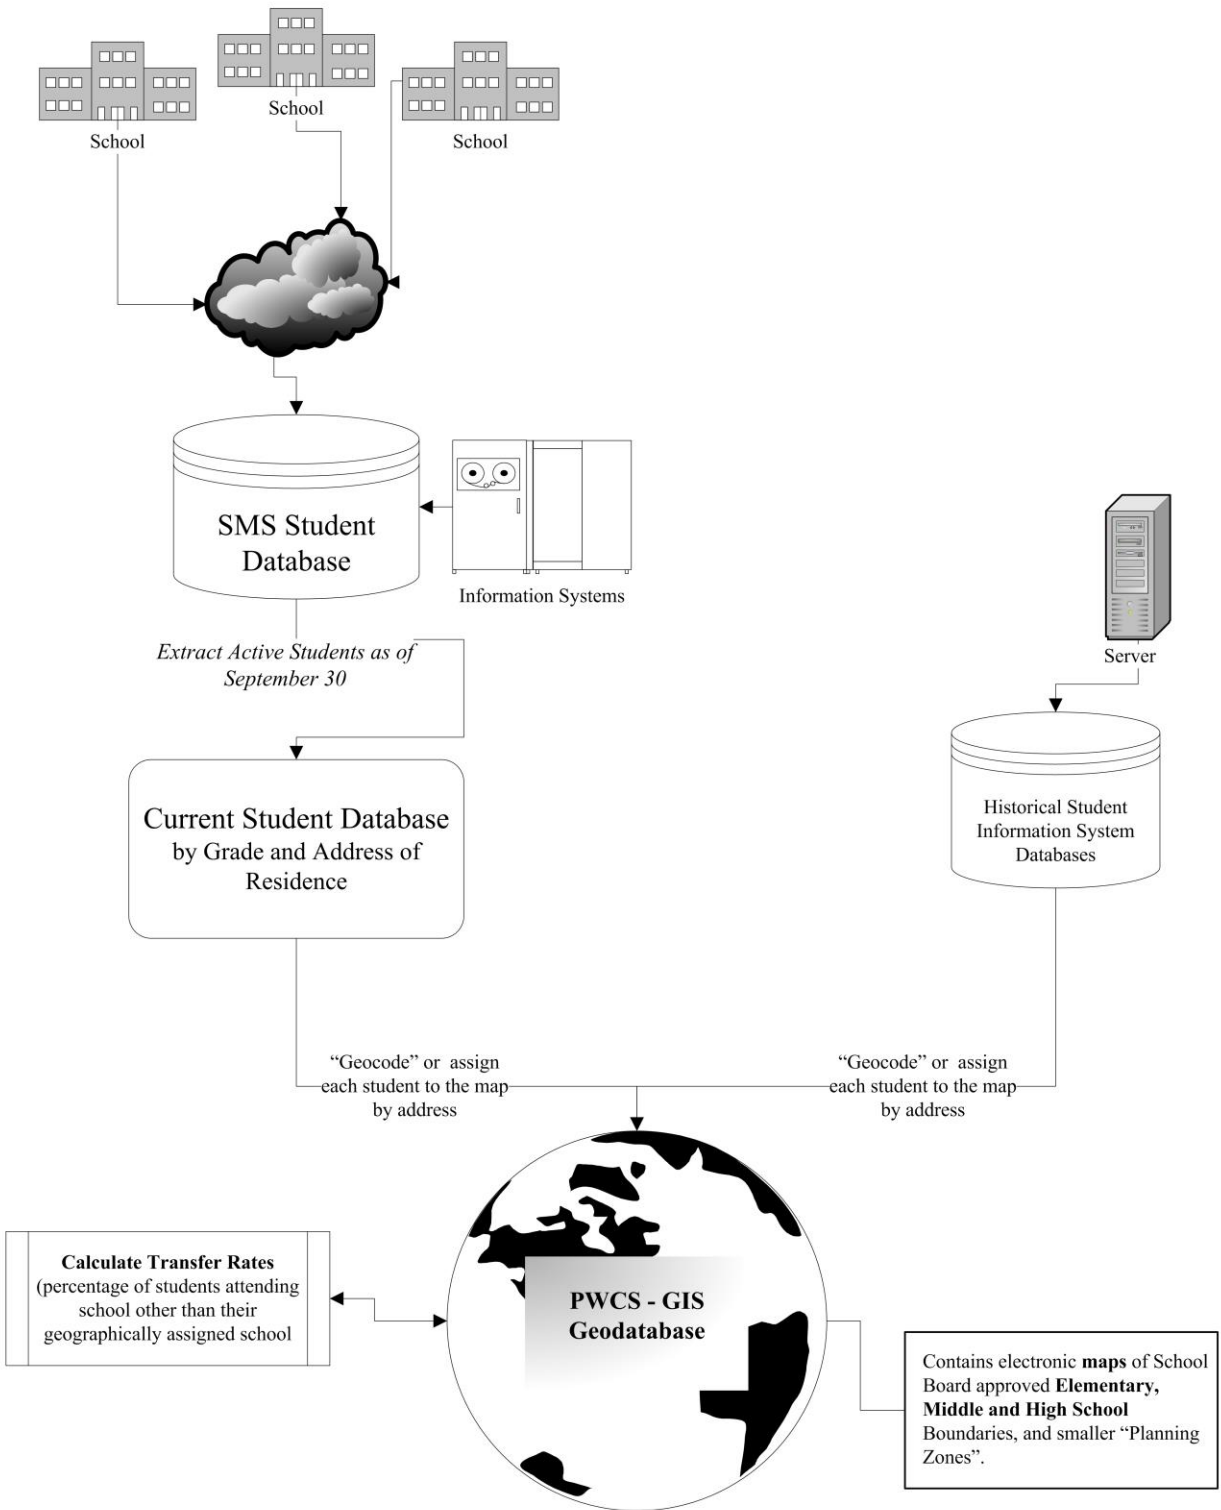 School
School
School
SMS Student
Database
Information Systems
Extract Active Students as of
September 30
Server
Current Student Database
by Grade and Address of
Residence
Historical Student
Information System
Databases
“Geocode” or assign
each student to the map
by address
“Geocode” or assign
each student to the map
by address
Calculate Transfer Rates
(percentage of students attending
school other than their
geographically assigned school
PWCS - GIS
Geodatabase
Contains electronic maps of School
Board approved Elementary,
Middle and High School
Boundaries, and smaller “Planning
Zones”.